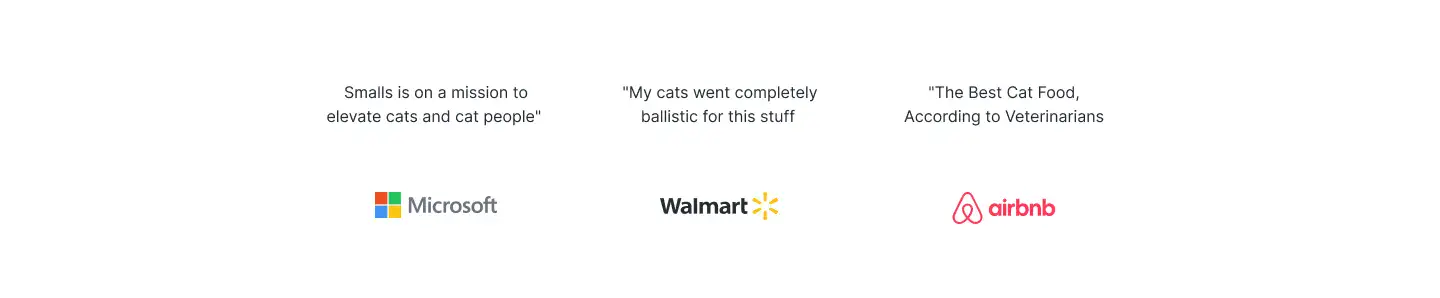 Smalls is on a mission to
elevate cats and cat people"
"My cats went completely
ballistic for this stuff
"The Best Cat Food,
According to Veterinarians
Microsoft
Walmart
airbnb